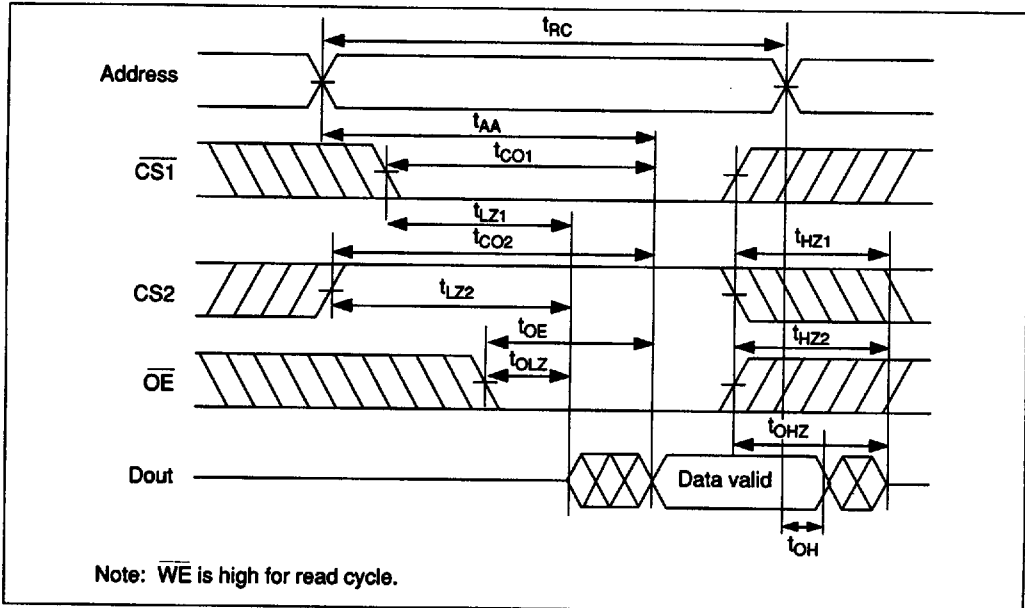 tRC
Address
tAA
tCO1
CS1
tLZ1
tCO2
tHZ1
CS2
tLZ2
tOE
tHZ2
tOLZ
OE
tOHZ
Dout
Data valid
tOH
Note: WE is high for read cycle.